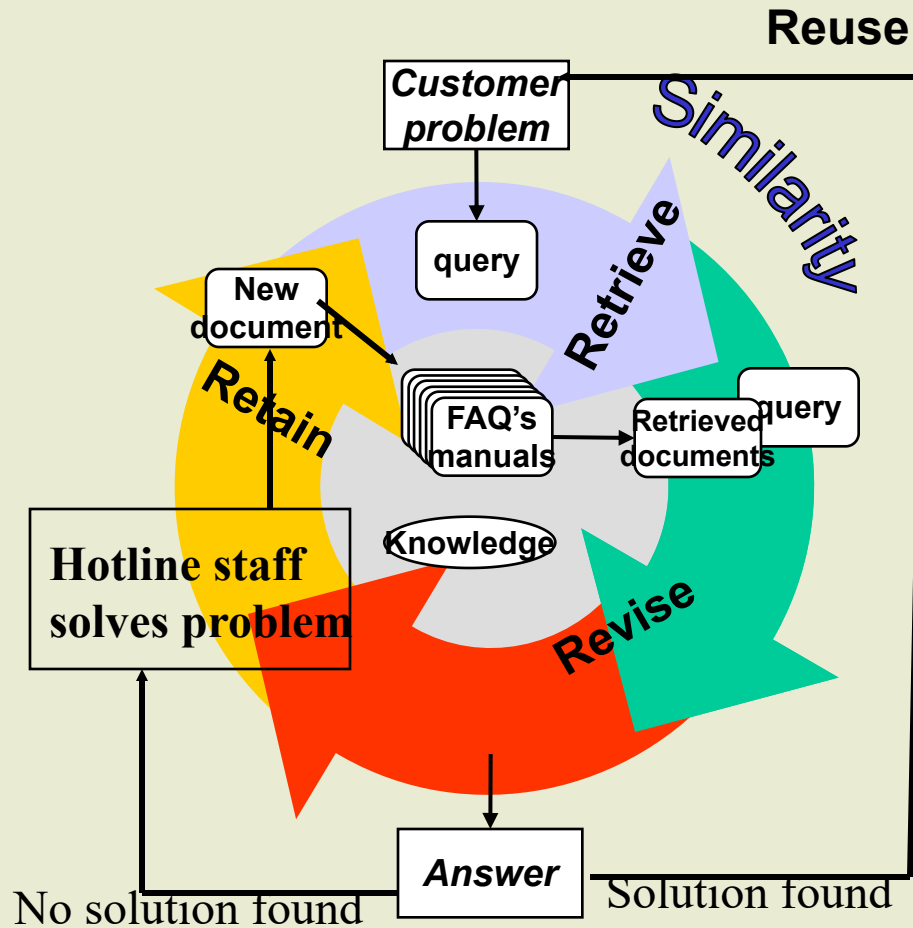 Reuse
Customer
problem
Similarity
query
Retrieve
New
document
Retain
FAQ's
manuals
Retrieved
documents
query
Knowledge
Hotline staff
solves problem
Revise
Answer
No solution found
Solution found